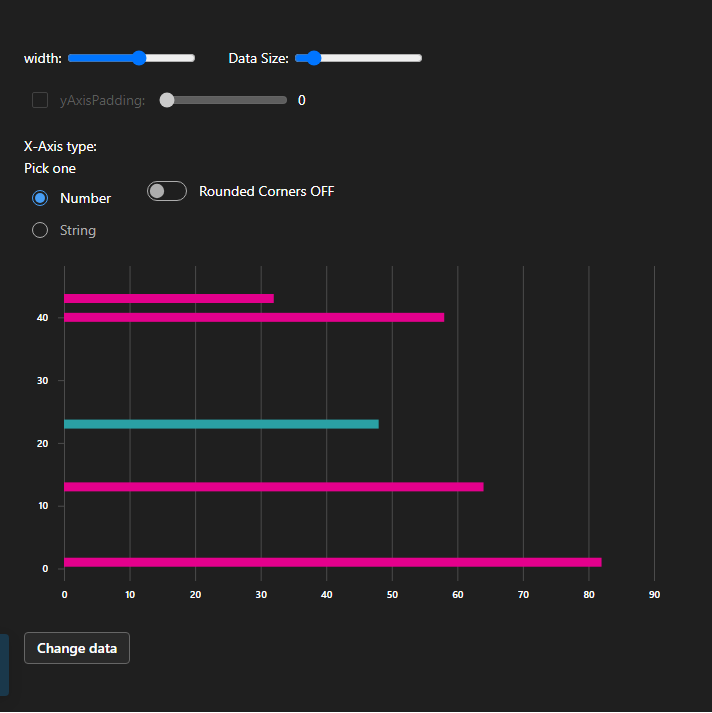 width: Data Size:
yAxisPadding: 0
X-Axis type:
Pick one
Number
Rounded Corners OFF
String
40
30
20
10
0
0 10 20 30 40 50 60 70 80 90
Change data